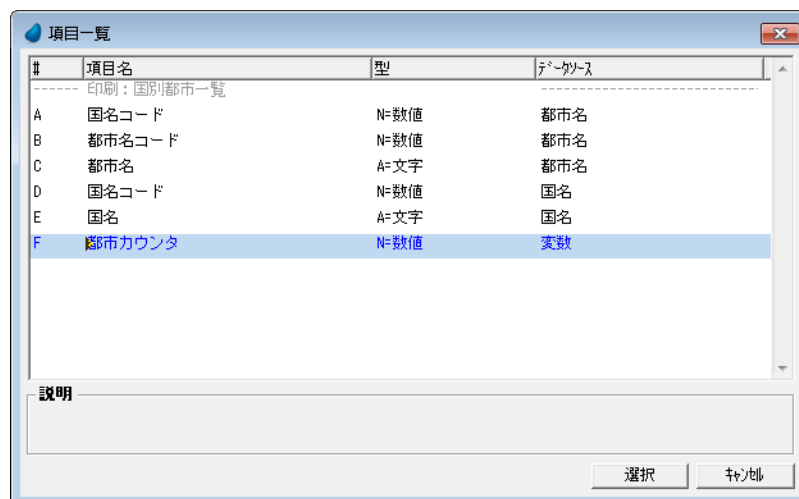 項目一覧
# 項目名 型 ﾃﾞｰﾀｿｰｽ
------ 印刷：国別都市一覧 ------------------------
A 国名コード N=数値 都市名
B 都市名コード N=数値 都市名
C 都市名 A=文字 都市名
D 国名コード N=数値 国名
E 国名 A=文字 国名
F 都市カウンタ N=数値 変数
説明
選択 ｷｬﾝｾﾙ